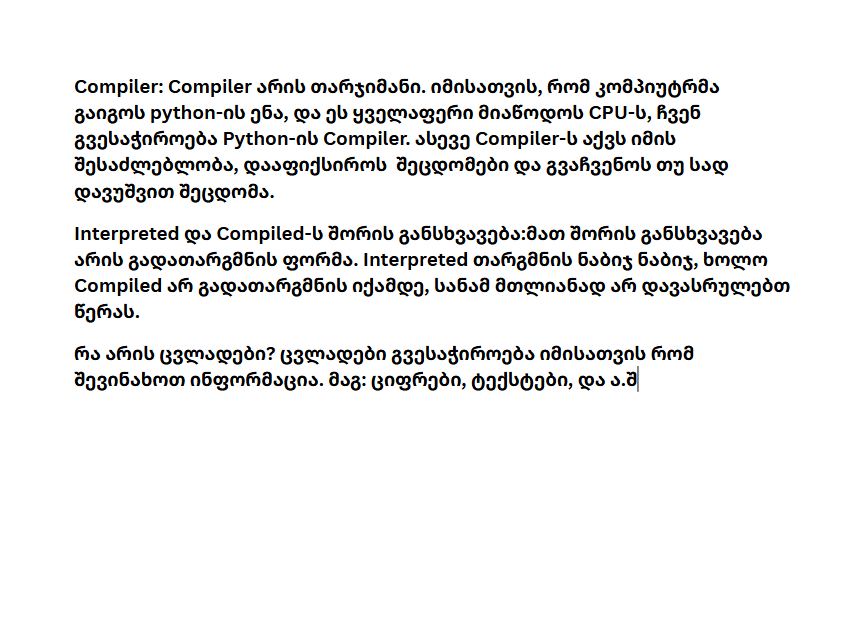 Compiler: Compiler არის თარჯიმანი. იმისათვის, რომ კომპიუტრმა
გაიგოს python-ის ენა, და ეს ყველაფერი მიაწოდოს CPU-ს, ჩვენ
გვესაჭიროება Python-ის Compiler. ასევე Compiler-ს აქვს იმის
შესაძლებლობა, დააფიქსიროს  შეცდომები და გვაჩვენოს თუ სად
დავუშვით შეცდომა.
Interpreted და Compiled-ს შორის განსხვავება:მათ შორის განსხვავება
არის გადათარგმნის ფორმა. Interpreted თარგმნის ნაბიჯ ნაბიჯ, ხოლო
Compiled არ გადათარგმნის იქამდე, სანამ მთლიანად არ დავასრულებთ
წერას.
რა არის ცვლადები? ცვლადები გვესაჭიროება იმისათვის რომ
შევინახოთ ინფორმაცია. მაგ: ციფრები, ტექსტები, და ა.შ